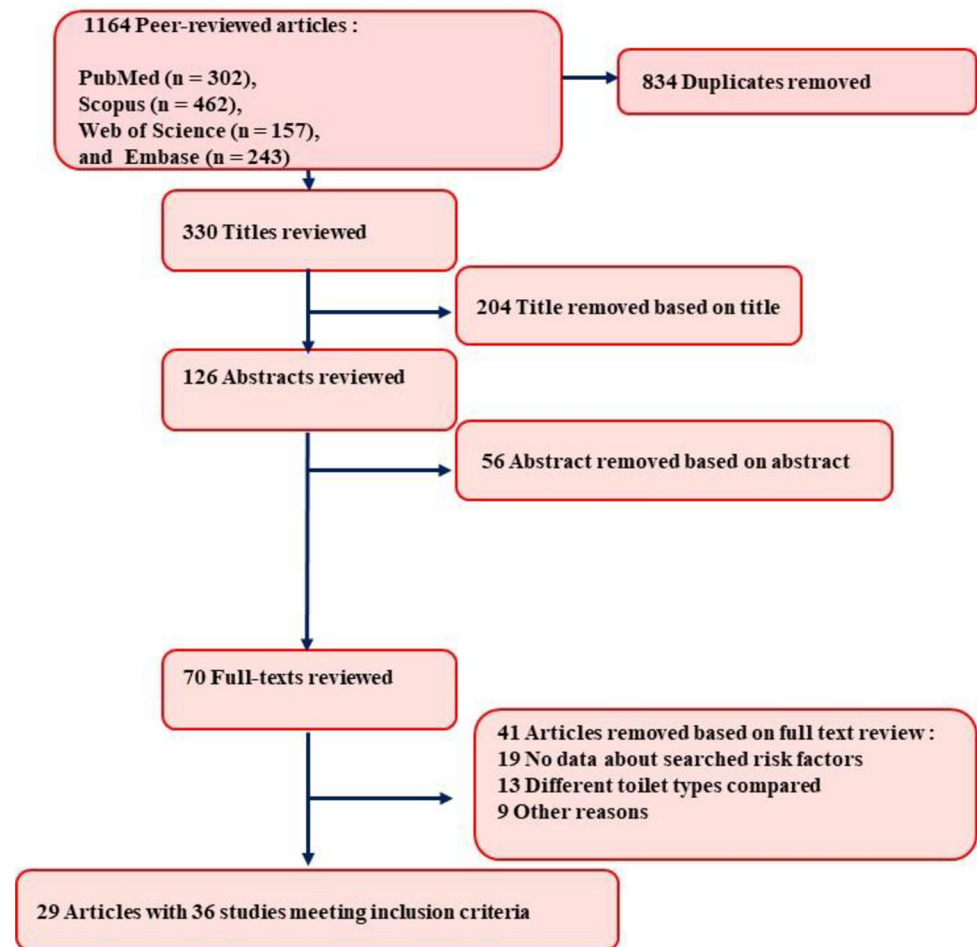 1164 Peer-reviewed articles :
PubMed (n = 302),
Scopus (n = 462),
Web of Science (n = 157),
and Embase (n = 243)
834 Duplicates removed
330 Titles reviewed
204 Title removed based on title
126 Abstracts reviewed
56 Abstract removed based on abstract
70 Full-texts reviewed
41 Articles removed based on full text review :
19 No data about searched risk factors
13 Different toilet types compared
9 Other reasons
29 Articles with 36 studies meeting inclusion criteria